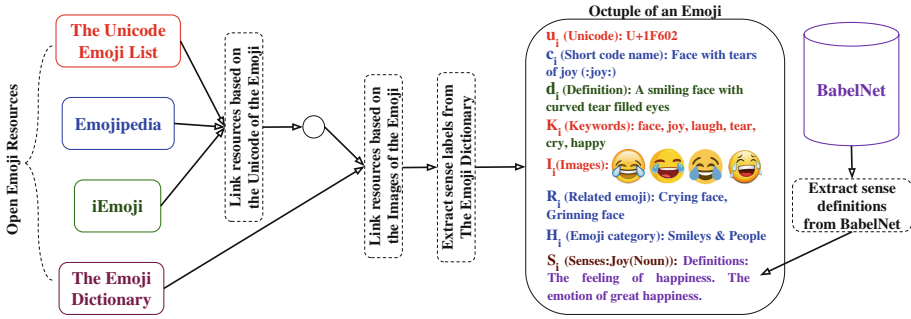 Open Emoji Resources
The Unicode
Emoji List
Emojipedia
iEmoji
The Emoji
Dictionary
Link resources based on
the Unicode of the Emoji
Link resources based on
the Images of the Emoji
Extract sense labels from
The Emoji Dictionary
Octuple of an Emoji
ui (Unicode): U+1F602
ci (Short code name): Face with tears
of joy (:joy:)
di (Definition): A smiling face with
curved tear filled eyes
Ki (Keywords): face, joy, laugh, tear,
cry, happy
Ii(Images):
Ri (Related emoji): Crying face,
Grinning face
Hi (Emoji category): Smileys & People
Si (Senses:Joy(Noun)): Definitions:
The feeling of happiness. The
emotion of great happiness.
BabelNet
Extract sense
definitions
from BabelNet